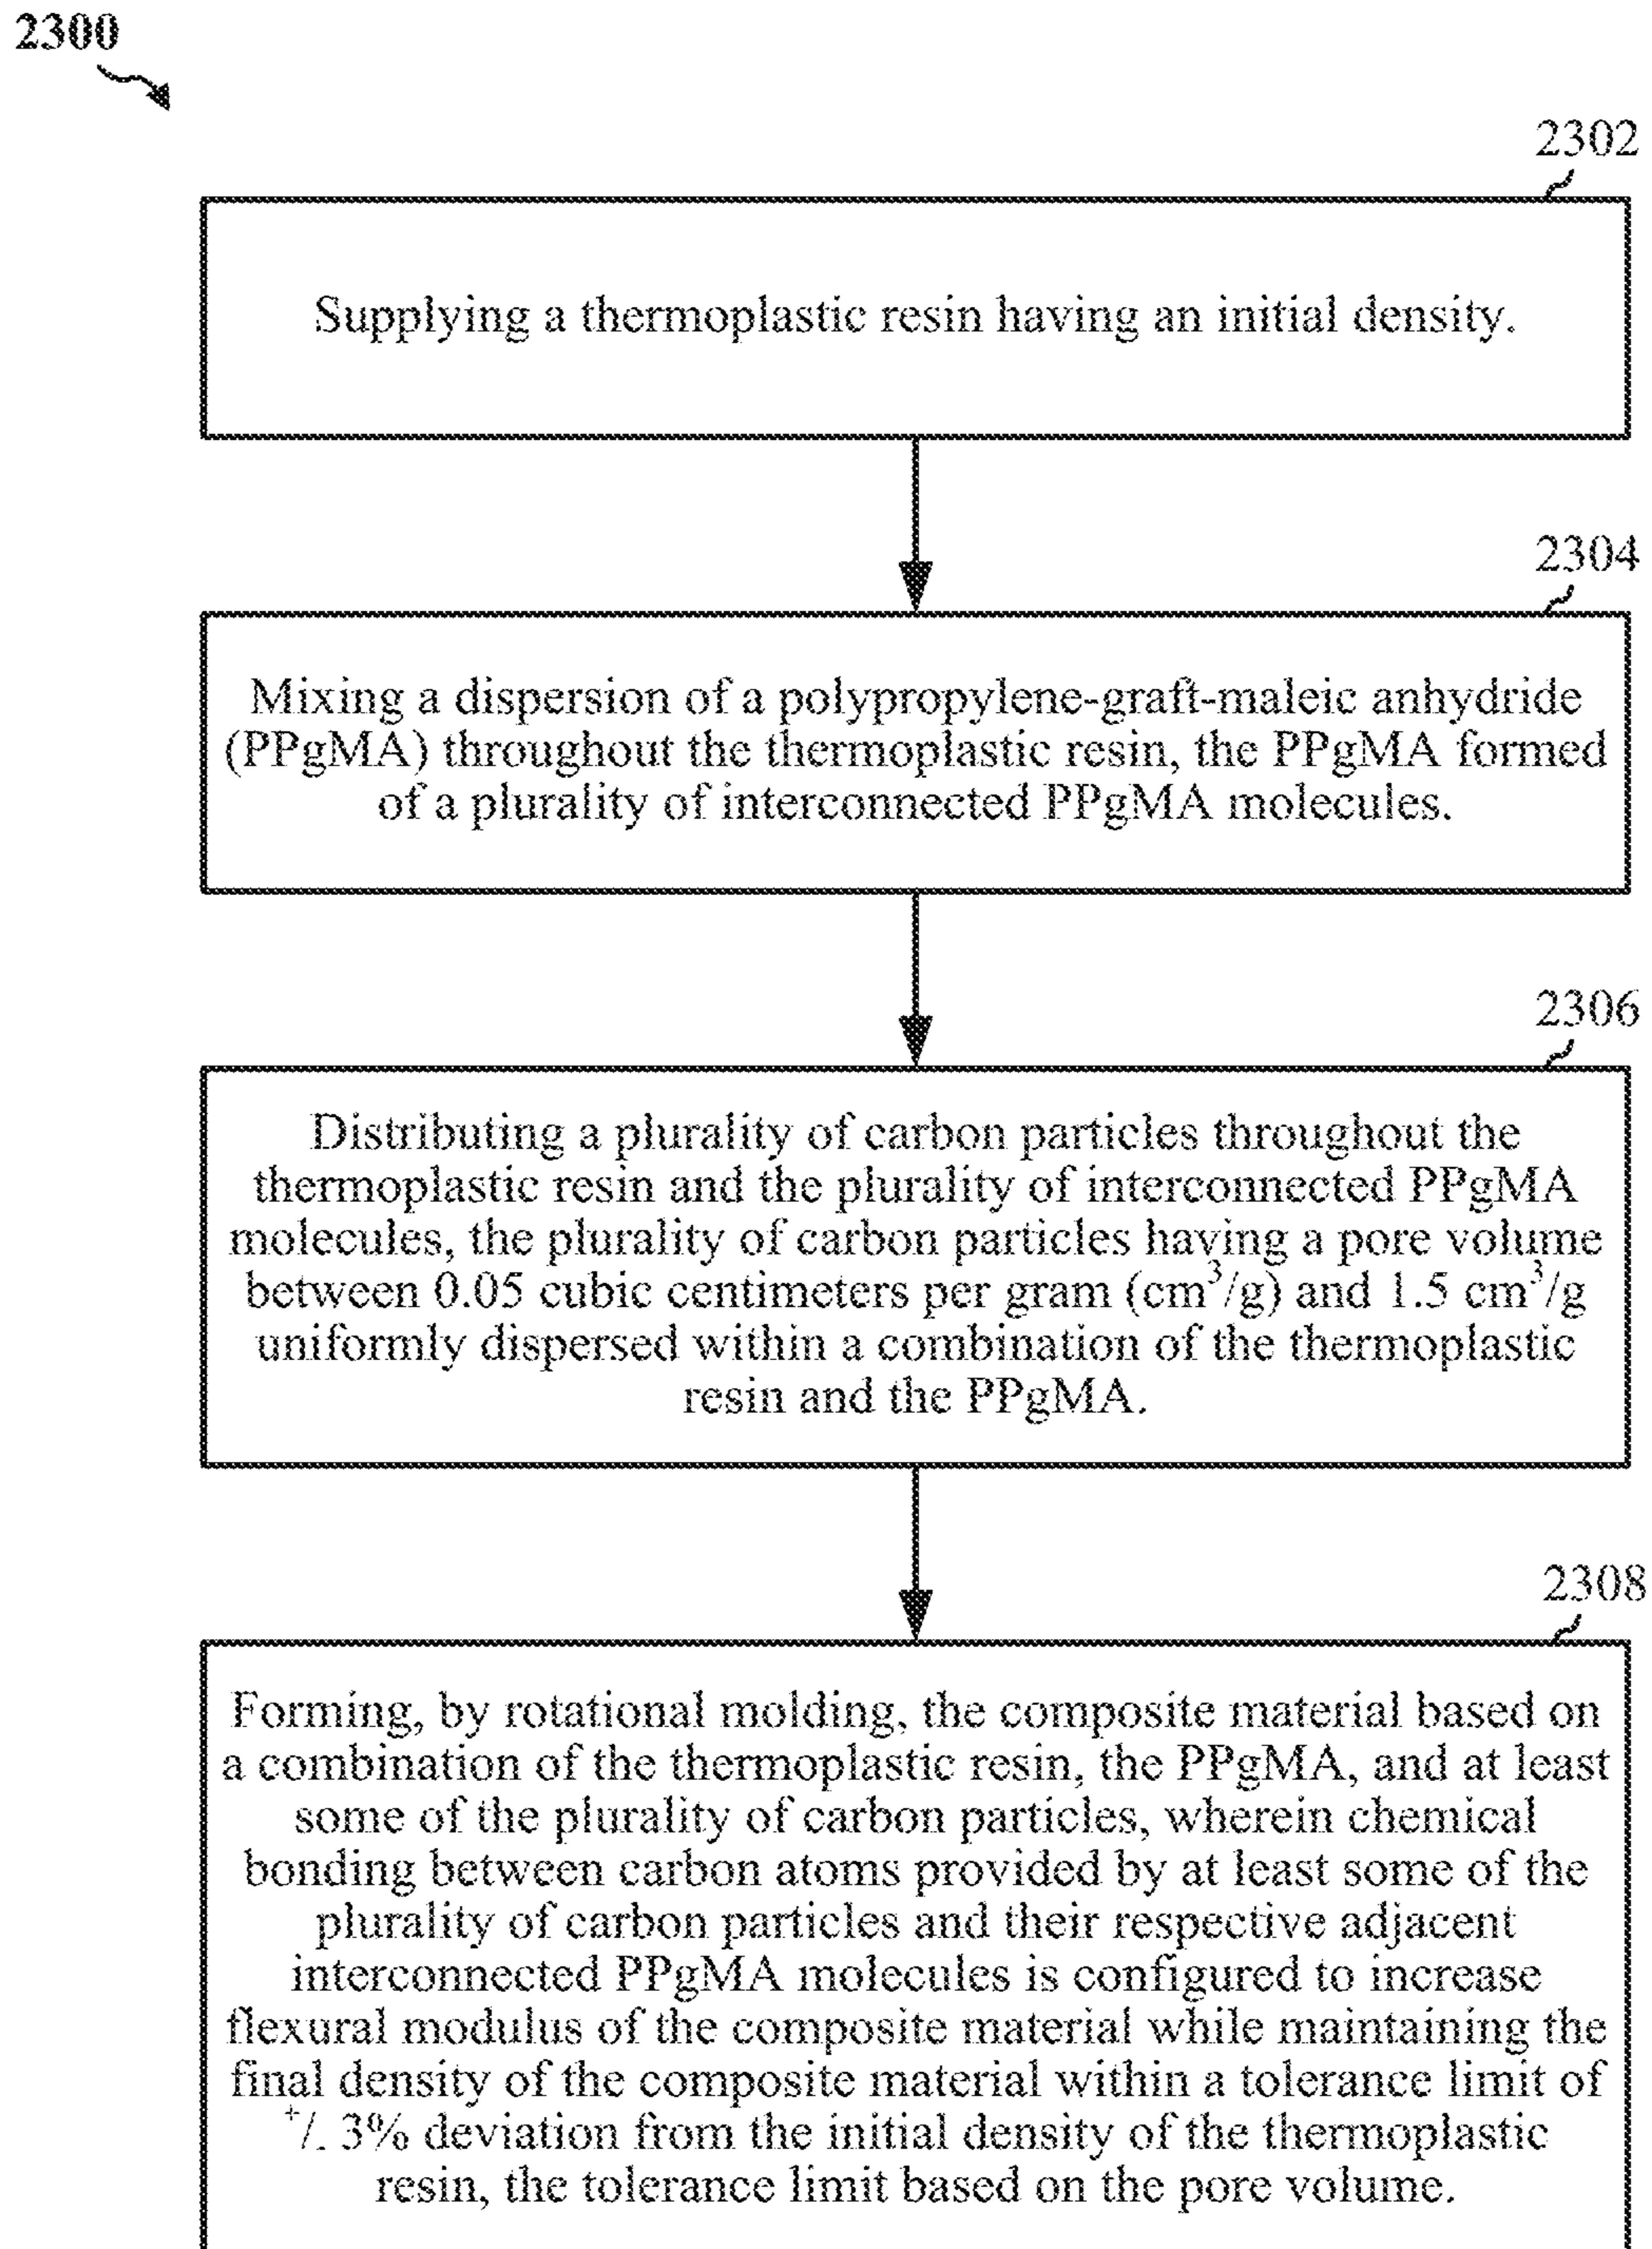 2300
2302
Supplying a thermoplastic resin having an initial density.
2304
Mixing a dispersion of a polypropylene-graft-maleic anhydride
(PPgMA) throughout the thermoplastic resin, the PPgMA formed
of a plurality of interconnected PPgMA molecules.
2306
Distributing a plurality of carbon particles throughout the
thermoplastic resin and the plurality of interconnected PPgMA
molecules, the plurality of carbon particles having a pore volume
between 0.05 cubic centimeters per gram (cm³/g) and 1.5 cm³/g
uniformly dispersed within a combination of the thermoplastic
resin and the PPgMA.
2308
Forming, by rotational molding, the composite material based on
a combination of the thermoplastic resin, the PPgMA, and at least
some of the plurality of carbon particles, wherein chemical
bonding between carbon atoms provided by at least some of the
plurality of carbon particles and their respective adjacent
interconnected PPgMA molecules is configured to increase
flexural modulus of the composite material while maintaining the
final density of the composite material within a tolerance limit of
⁺/₋ 3% deviation from the initial density of the thermoplastic
resin, the tolerance limit based on the pore volume.